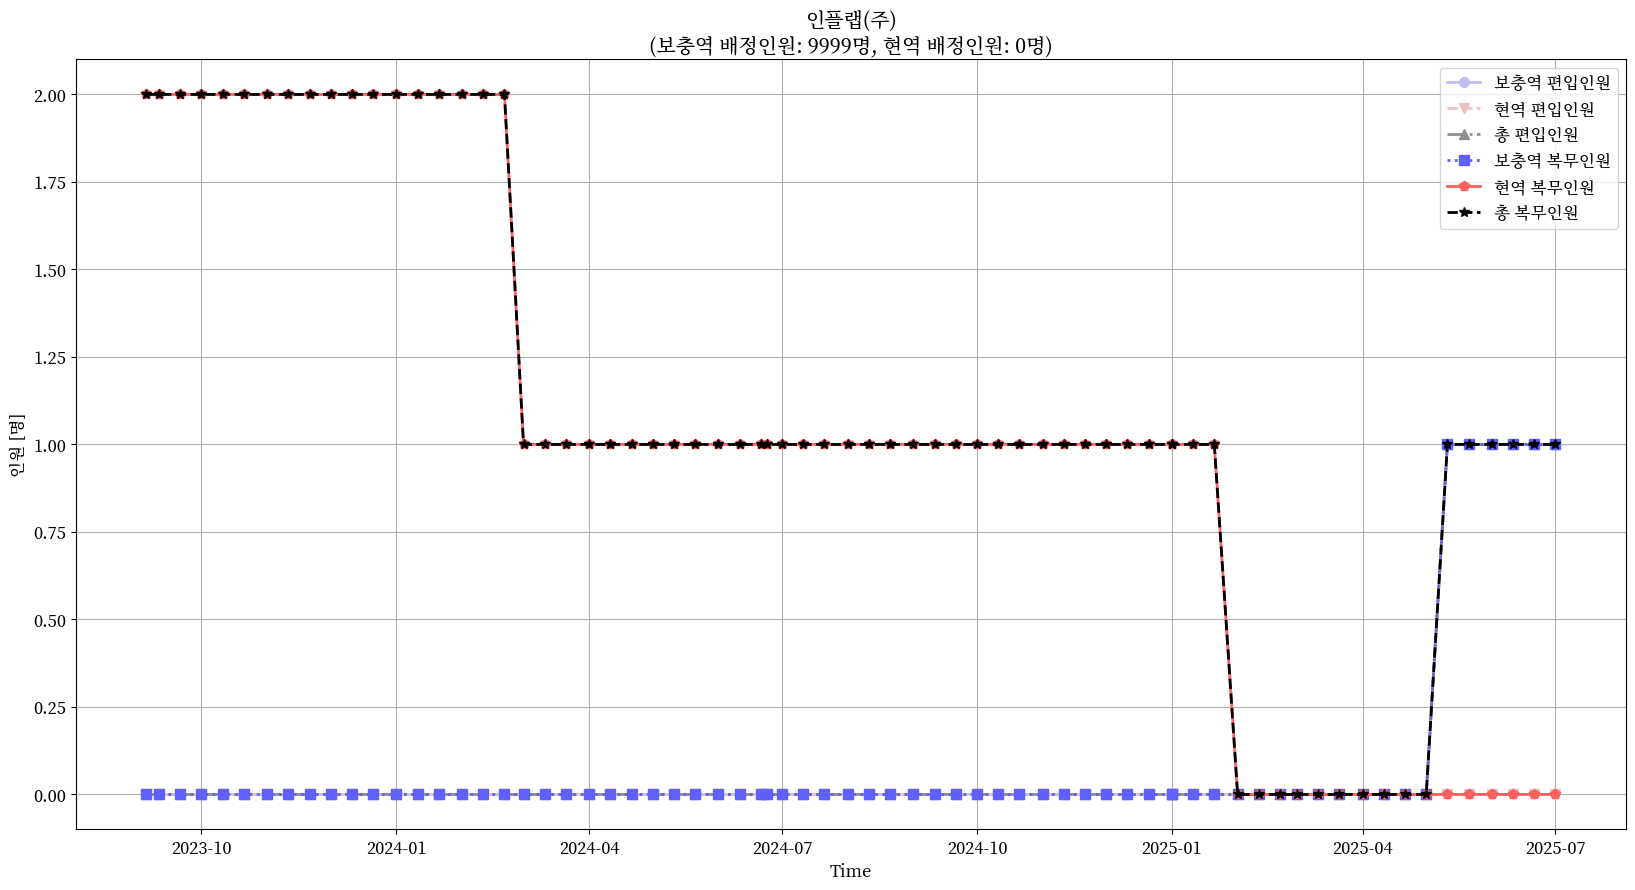 인플랩(주)
(보충역 배정인원: 9999명, 현역 배정인원: 0명)
보충역 편입인원
현역 편입인원
총 편입인원
보충역 복무인원
현역 복무인원
총 복무인원
인원 [명]
2.00
1.75
1.50
1.25
1.00
0.75
0.50
0.25
0.00
2023-10 2024-01 2024-04 2024-07 2024-10 2025-01 2025-04 2025-07
Time